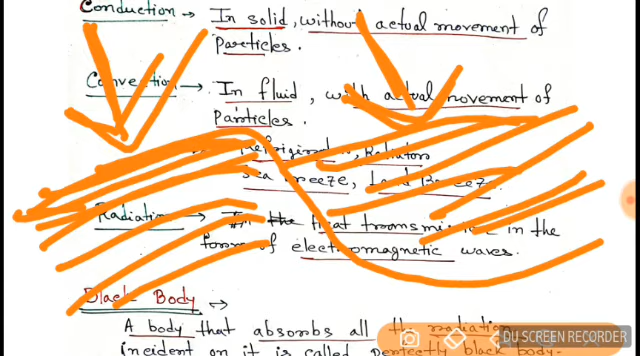 Conduction → In solid, without actual movement of
Particles.
Convection → In fluid, with actual movement of
Particles.
Refrigerator, Radiators
Sea Breeze, Land Breeze.
Radiation → Heat transmission in the
form of electromagnetic waves.
Black Body →
A body that absorbs all the radiation
incident on it is called perfectly black body.
DU SCREEN RECORDER